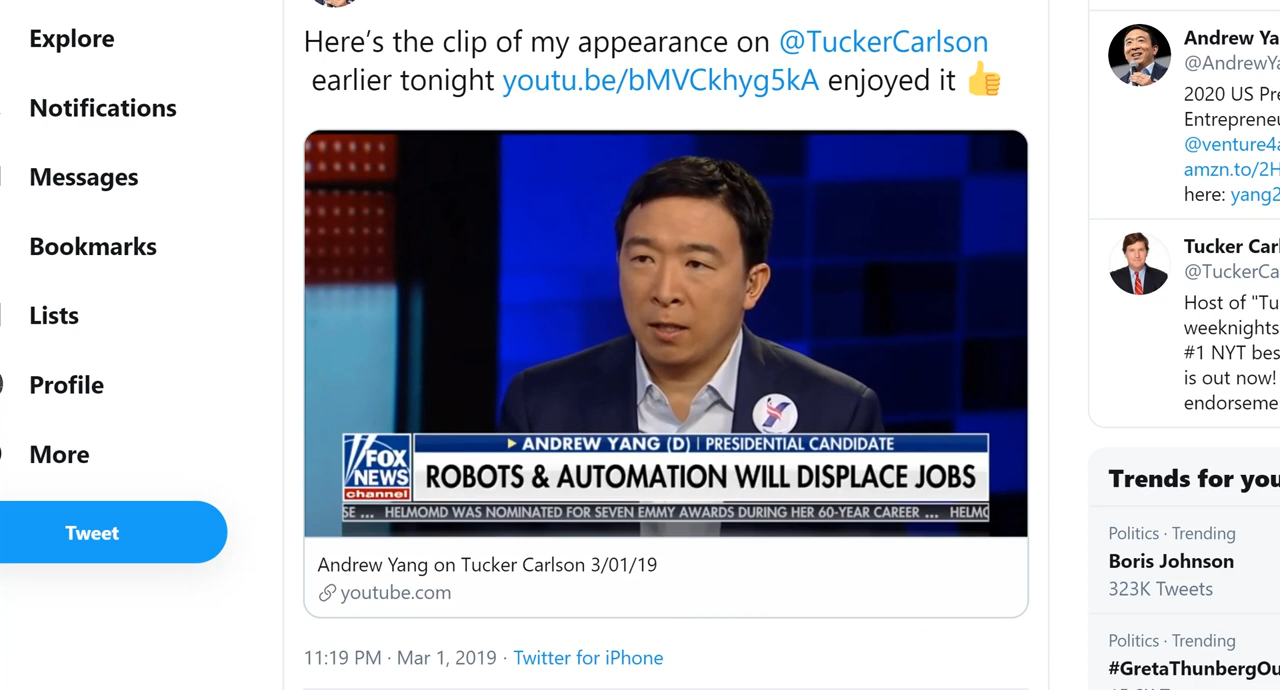 Explore
Notifications
Messages
Bookmarks
Lists
Profile
More
Tweet
Here’s the clip of my appearance on @TuckerCarlson
earlier tonight youtu.be/bMVCkhyg5kA enjoyed it 👍
FOX
NEWS
channel
ANDREW YANG (D) | PRESIDENTIAL CANDIDATE
ROBOTS & AUTOMATION WILL DISPLACE JOBS
SE ... HELMOMD WAS NOMINATED FOR SEVEN EMMY AWARDS DURING HER 60-YEAR CAREER ... HELMO
Andrew Yang on Tucker Carlson 3/01/19
youtube.com
11:19 PM · Mar 1, 2019 · Twitter for iPhone
Andrew Ya
@AndrewYa
2020 US Pre
Entrepreneu
@venture4a
amzn.to/2H
here: yang2
Tucker Carl
@TuckerCa
Host of "Tu
weeknights
#1 NYT bes
is out now!
endorseme
Trends for you
Politics · Trending
Boris Johnson
323K Tweets
Politics · Trending
#GretaThunbergOu